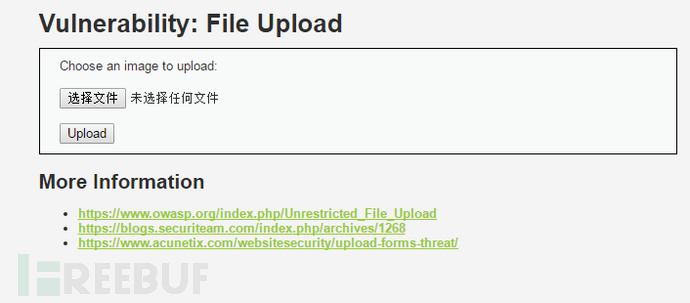 Vulnerability: File Upload
Choose an image to upload:
选择文件 未选择任何文件
Upload
More Information
https://www.owasp.org/index.php/Unrestricted_File_Upload
https://blogs.securiteam.com/index.php/archives/1268
https://www.acunetix.com/websitesecurity/upload-forms-threat/
FREEBUF